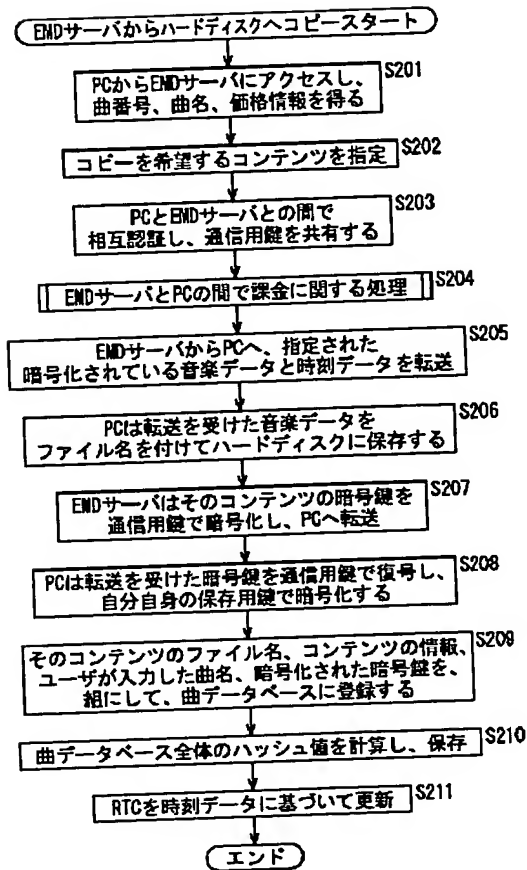 EMDサーバからハードディスクへコピースタート
S201
PCからEMDサーバにアクセスし、
曲番号、曲名、価格情報を得る
S202
コピーを希望するコンテンツを指定
S203
PCとEMDサーバとの間で
相互認証し、通信用鍵を共有する
S204
EMDサーバとPCの間で課金に関する処理
S205
EMDサーバからPCへ、指定された
暗号化されている音楽データと時刻データを転送
S206
PCは転送を受けた音楽データを
ファイル名を付けてハードディスクに保存する
S207
EMDサーバはそのコンテンツの暗号鍵を
通信用鍵で暗号化し、PCへ転送
S208
PCは転送を受けた暗号鍵を通信用鍵で復号し、
自分自身の保存用鍵で暗号化する
S209
そのコンテンツのファイル名、コンテンツの情報、
ユーザが入力した曲名、暗号化された暗号鍵を、
組にして、曲データベースに登録する
S210
曲データベース全体のハッシュ値を計算し、保存
S211
RTCを時刻データに基づいて更新
エンド